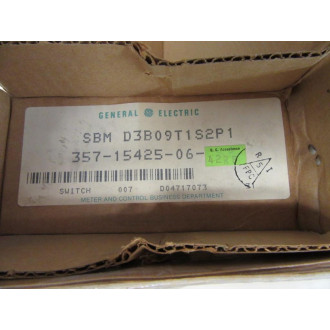 GENERAL ELECTRIC
SBM D3B09T1S2P1
357-15425-06-
SWITCH 007 D04717073
METER AND CONTROL BUSINESS DEPARTMENT